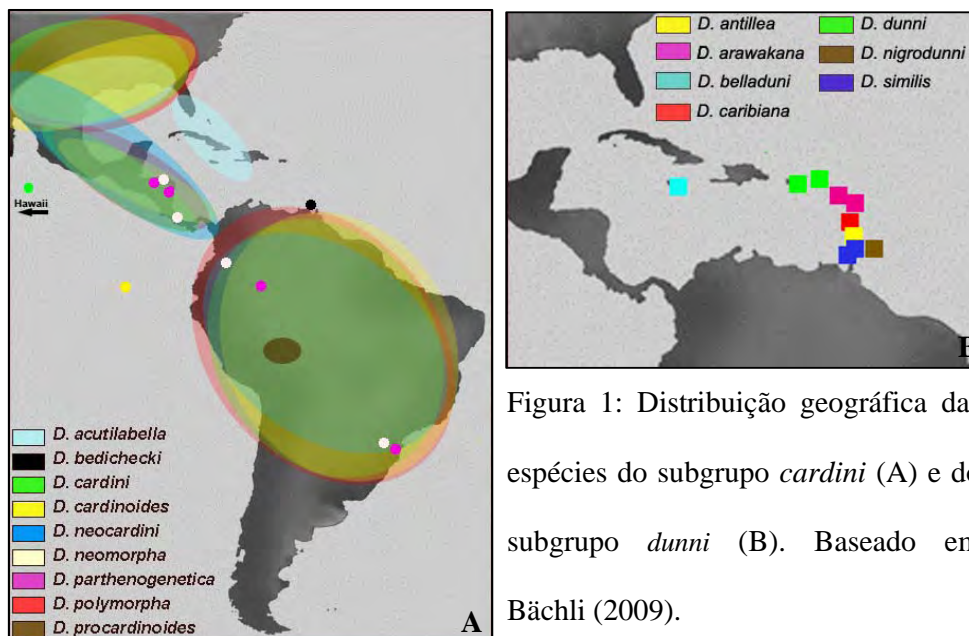 Hawaii
D. acutilabella
D. bedichecki
D. cardini
D. cardinoides
D. neocardini
D. neomorpha
D. parthenogenetica
D. polymorpha
D. procardinoides
A
D. antillea
D. arawakana
D. belladuni
D. caribiana
D. dunni
D. nigrodunni
D. similis
Figura 1: Distribuição geográfica da
espécies do subgrupo cardini (A) e do
subgrupo dunni (B). Baseado em
Bächli (2009).